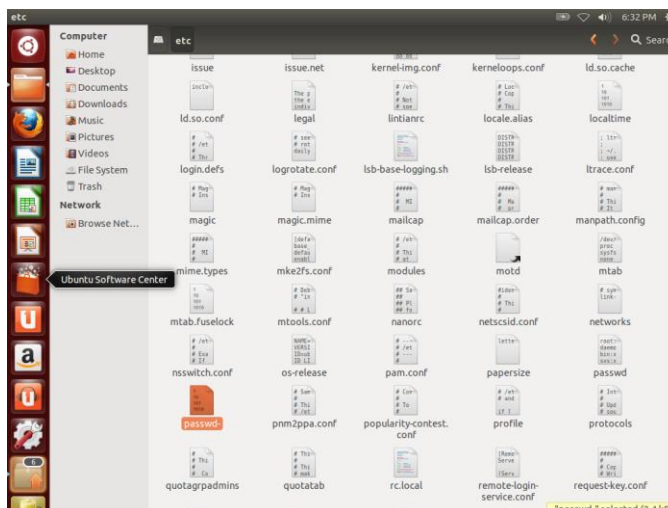 etc
6:32 PM
Computer
Home
Desktop
Documents
Downloads
Music
Pictures
Videos
File System
Trash
Network
Browse Net...
etc
Sear
issue
issue.net
kernel-img.conf
kerneloops.conf
ld.so.cache
ld.so.conf
legal
lintianrc
locale.alias
localtime
login.defs
logrotate.conf
lsb-base-logging.sh
lsb-release
ltrace.conf
magic
magic.mime
mailcap
mailcap.order
manpath.config
mime.types
mke2fs.conf
modules
motd
mtab
Ubuntu Software Center
mtab.fuselock
mtools.conf
nanorc
netscsid.conf
networks
nsswitch.conf
os-release
pam.conf
papersize
passwd
passwd-
pnm2ppa.conf
popularity-contest.
conf
profile
protocols
quotagrpadmins
quotatab
rc.local
remote-login-
service.conf
request-key.conf
6